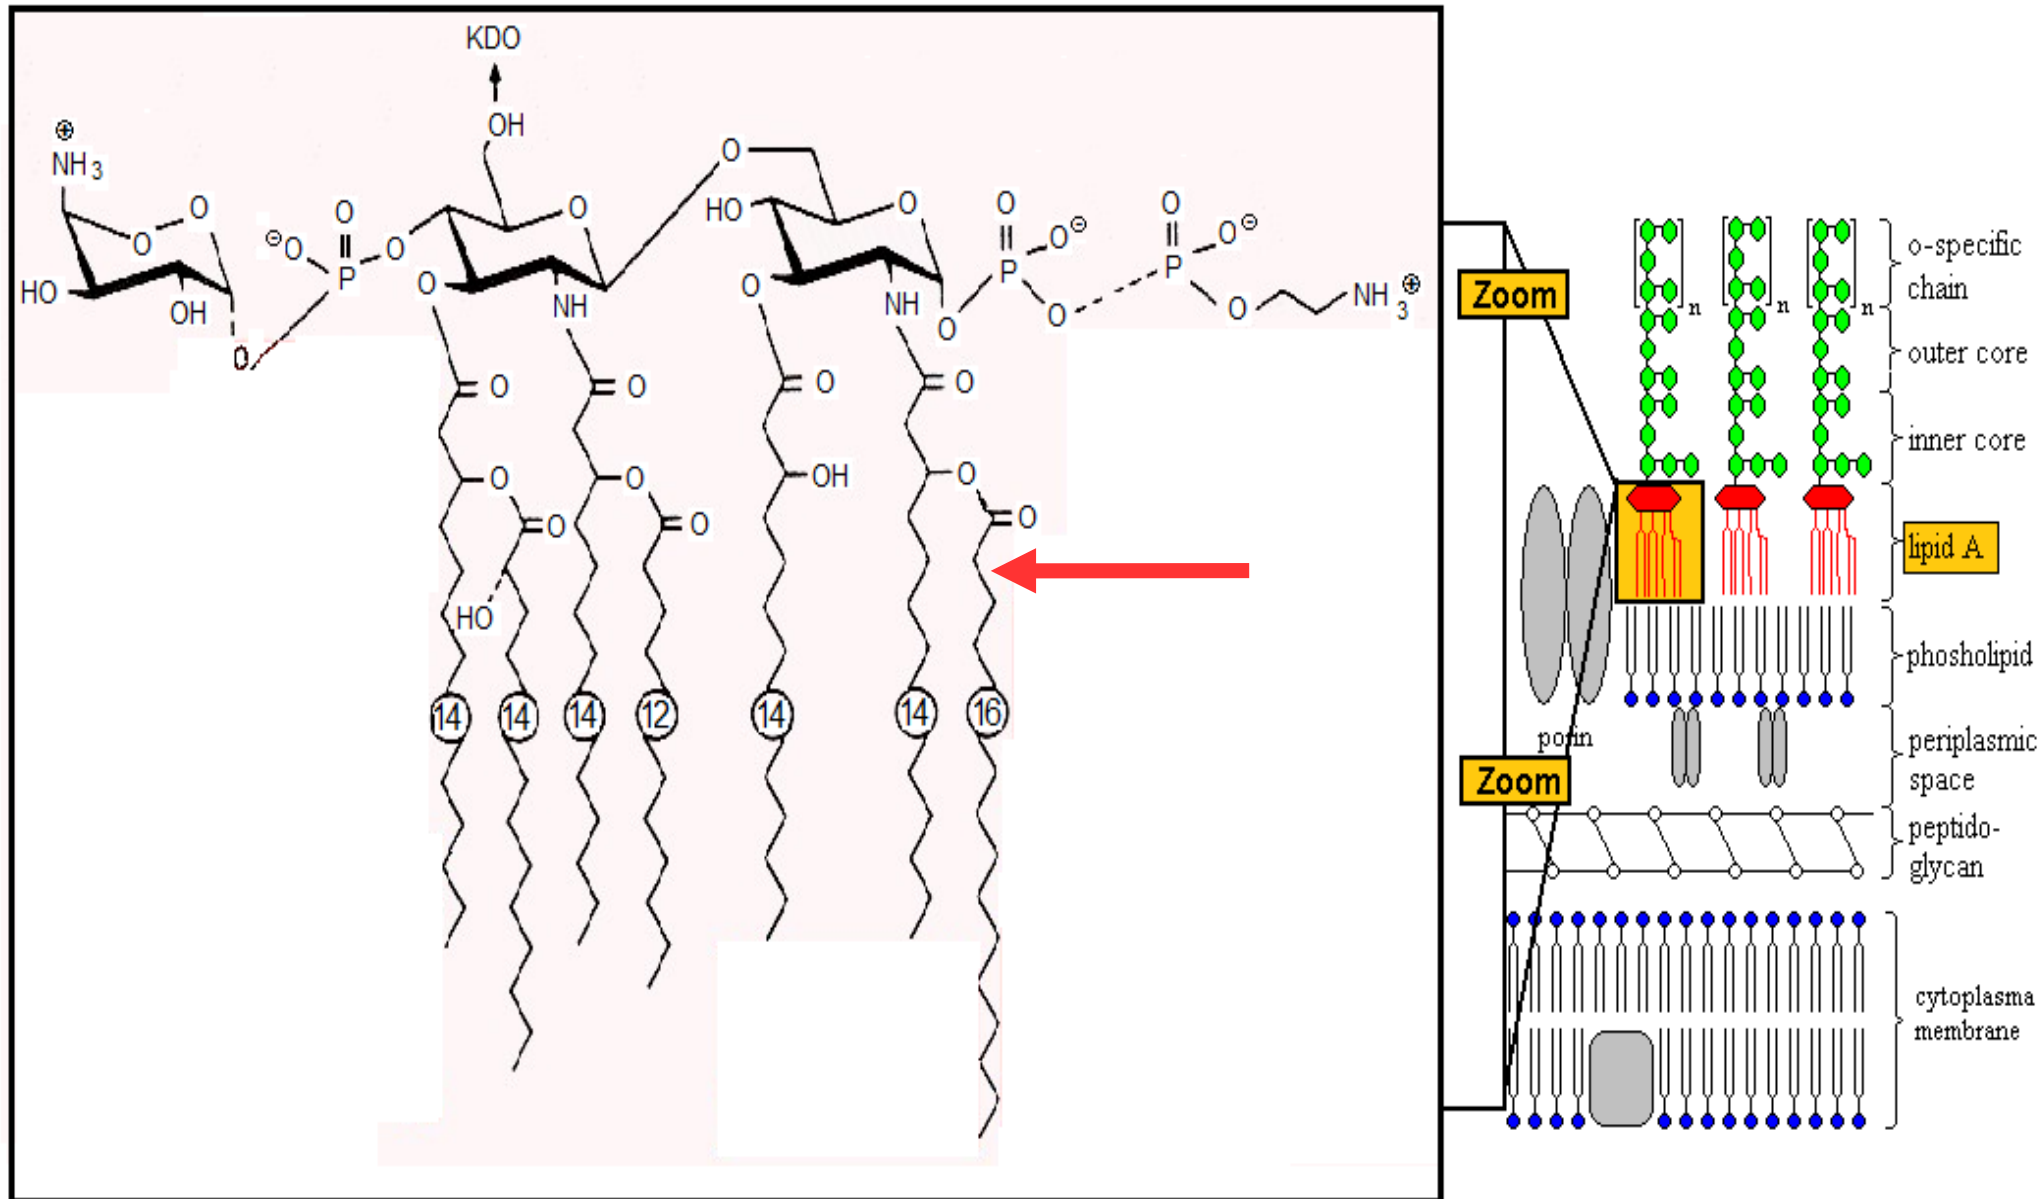 KDO
OH
⊕
NH3
O
O
HO
OH
O
O
⊖O
P
O
O
O
NH
O
HO
O
O
NH
O
O
P
O⊖
O
O
P
O⊖
O
NH3⊕
O
O
O
O
O
O
OH
O
O
O
O
HO
14
14
14
12
14
14
16
Zoom
Zoom
n
n
n
o-specific
chain
outer core
inner core
lipid A
phosholipid
porin
periplasmic
space
peptido-
glycan
cytoplasma
membrane